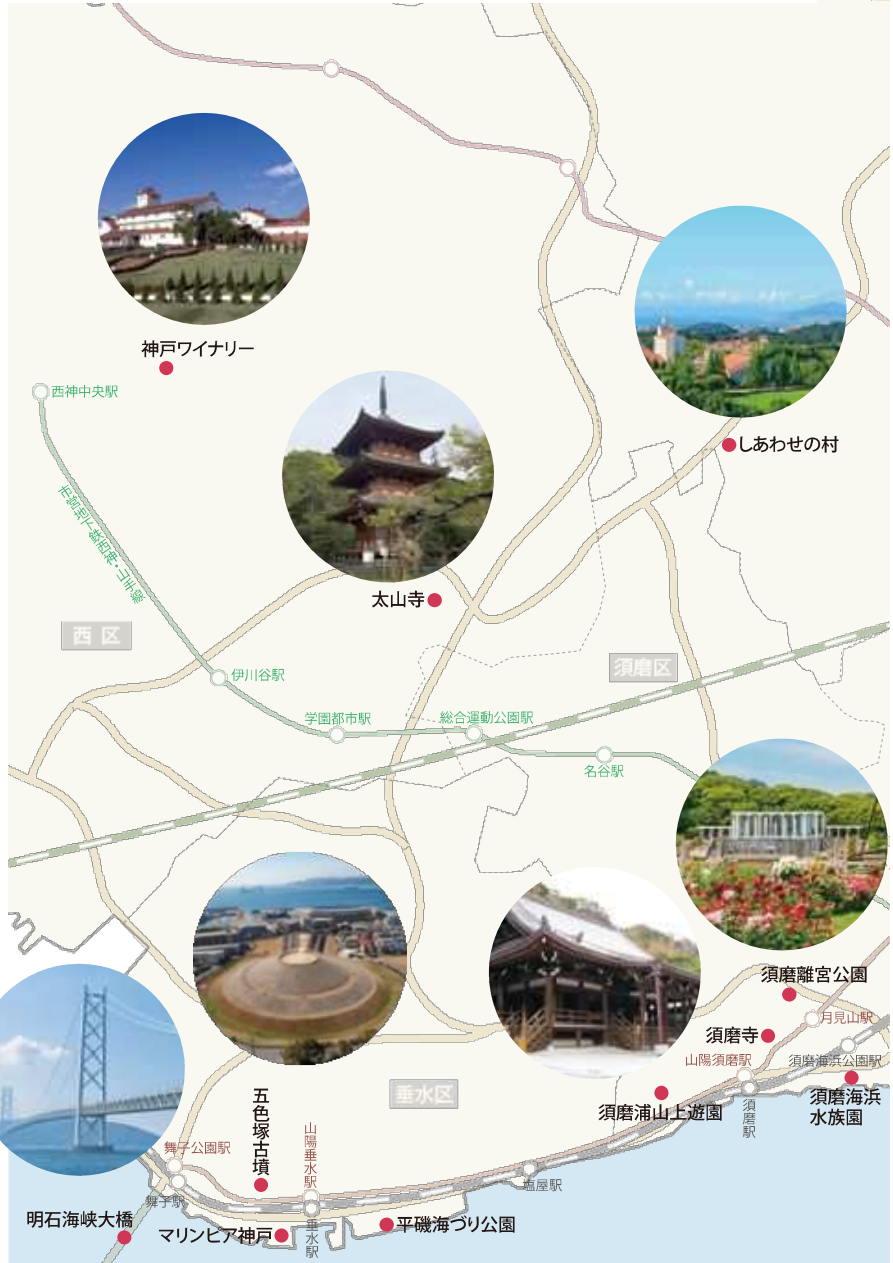 神戸ワイナリー
西神中央駅
しあわせの村
市営地下鉄西神・山手線
太山寺
西区
須磨区
伊川谷駅
学園都市駅
総合運動公園駅
名谷駅
須磨離宮公園
月見山駅
須磨寺
山陽須磨駅
須磨海浜公園駅
須磨海浜
水族園
須磨浦山上遊園
須磨駅
垂水区
五色塚古墳
山陽垂水駅
舞子公園駅
塩屋駅
舞子駅
明石海峡大橋
マリンピア神戸
垂水駅
平磯海づり公園